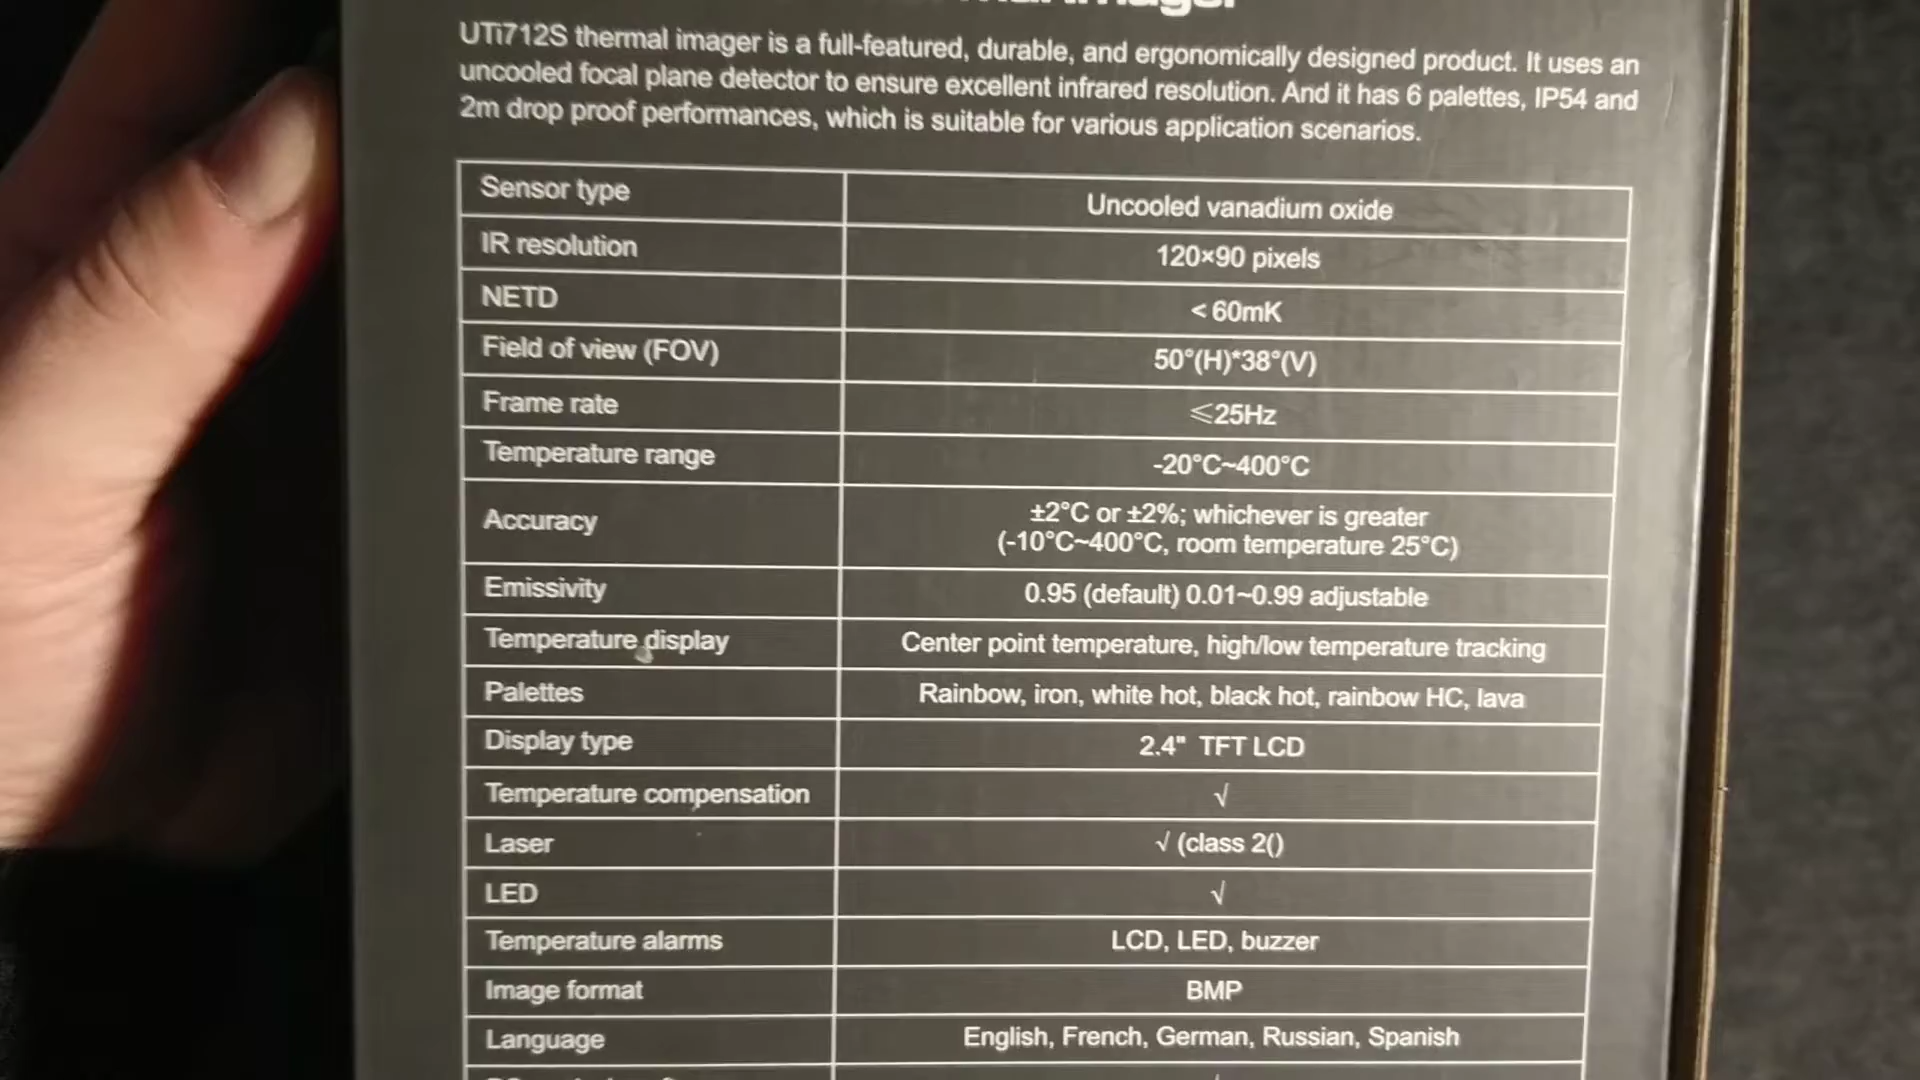 UTi712S thermal imager is a full-featured, durable, and ergonomically designed product. It uses an
uncooled focal plane detector to ensure excellent infrared resolution. And it has 6 palettes, IP54 and
2m drop proof performances, which is suitable for various application scenarios.
Sensor type Uncooled vanadium oxide
IR resolution 120×90 pixels
NETD < 60mK
Field of view (FOV) 50°(H)*38°(V)
Frame rate ⩽25Hz
Temperature range -20°C~400°C
Accuracy ±2°C or ±2%; whichever is greater
(-10°C~400°C, room temperature 25°C)
Emissivity 0.95 (default) 0.01~0.99 adjustable
Temperature display Center point temperature, high/low temperature tracking
Palettes Rainbow, iron, white hot, black hot, rainbow HC, lava
Display type 2.4" TFT LCD
Temperature compensation √
Laser √ (class 2()
LED √
Temperature alarms LCD, LED, buzzer
Image format BMP
Language English, French, German, Russian, Spanish